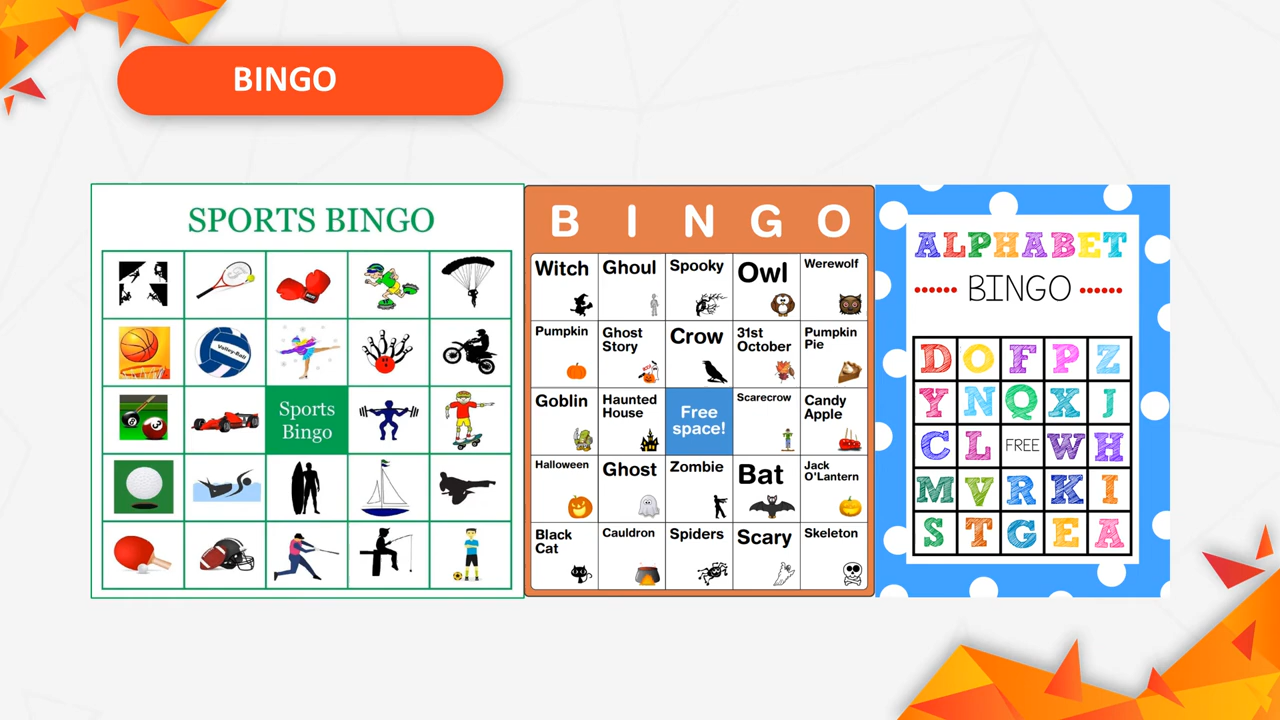 BINGO
SPORTS BINGO
Volley-Ball
Sports
Bingo
3
B I N G O
Witch Ghoul Spooky Owl Werewolf
Pumpkin Ghost Story Crow 31st October Pumpkin Pie
Goblin Haunted House Free space! Scarecrow Candy Apple
Halloween Ghost Zombie Bat Jack O'Lantern
Black Cat Cauldron Spiders Scary Skeleton
ALPHABET
BINGO
D O F P Z
Y N Q X J
C L FREE W H
M V R K I
S T G E A